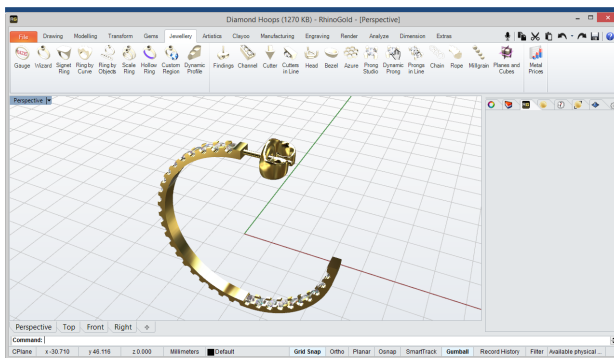 Diamond Hoops (1270 KB) - RhinoGold - [Perspective]
File Drawing Modelling Transform Gems Jewellery Artistics Clayoo Manufacturing Engraving Render Analyze Dimension Extras
Gauge Wizard Signet Ring Ring by Curve Ring by Objects Scale Ring Hollow Ring Custom Region Dynamic Profile Findings Channel Cutter Cutters in Line Head Bezel Azure Prong Studio Dynamic Prong Prongs in Line Chain Rope Milgrain Planes and Cubes Metal Prices
Perspective
Perspective Top Front Right
Command:
CPlane x -30.710 y 46.116 z 0.000 Millimeters Default Grid Snap Ortho Planar Osnap SmartTrack Gumball Record History Filter Available physical...